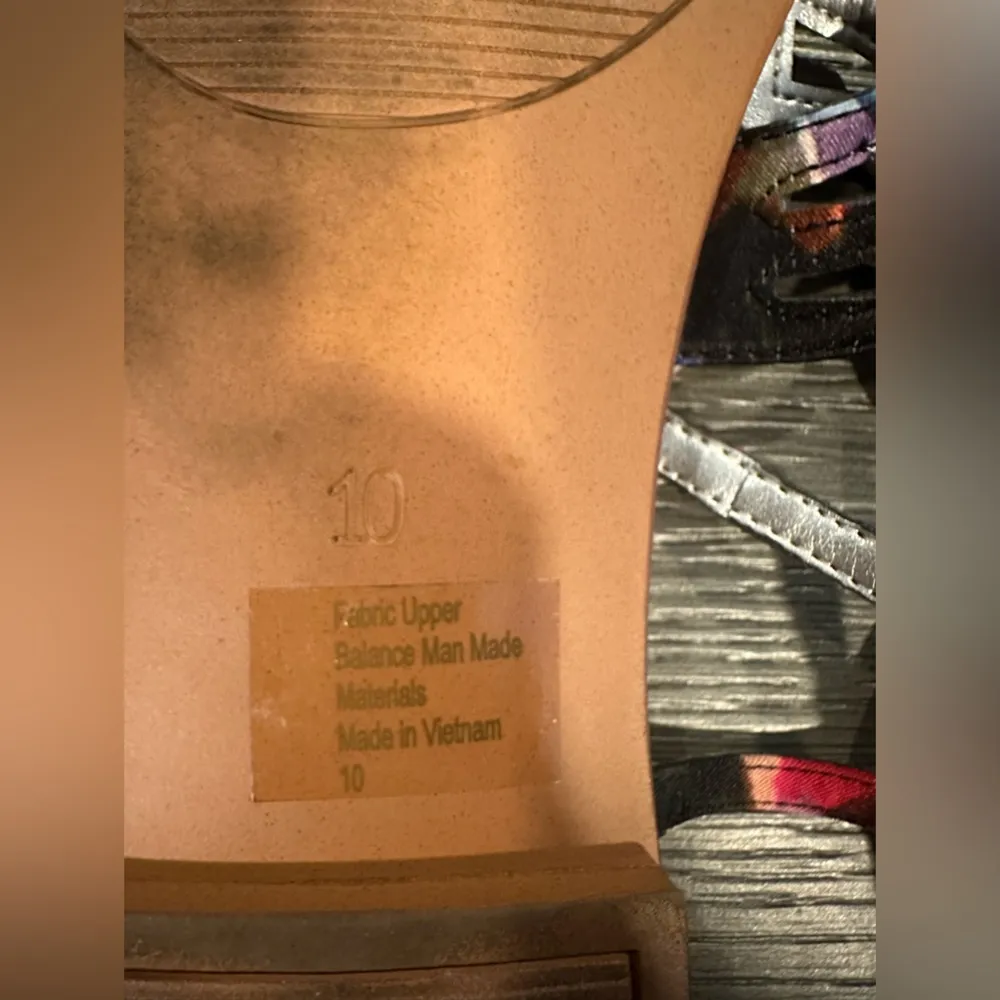 10
Fabric Upper
Balance Man Made
Materials
Made in Vietnam
10